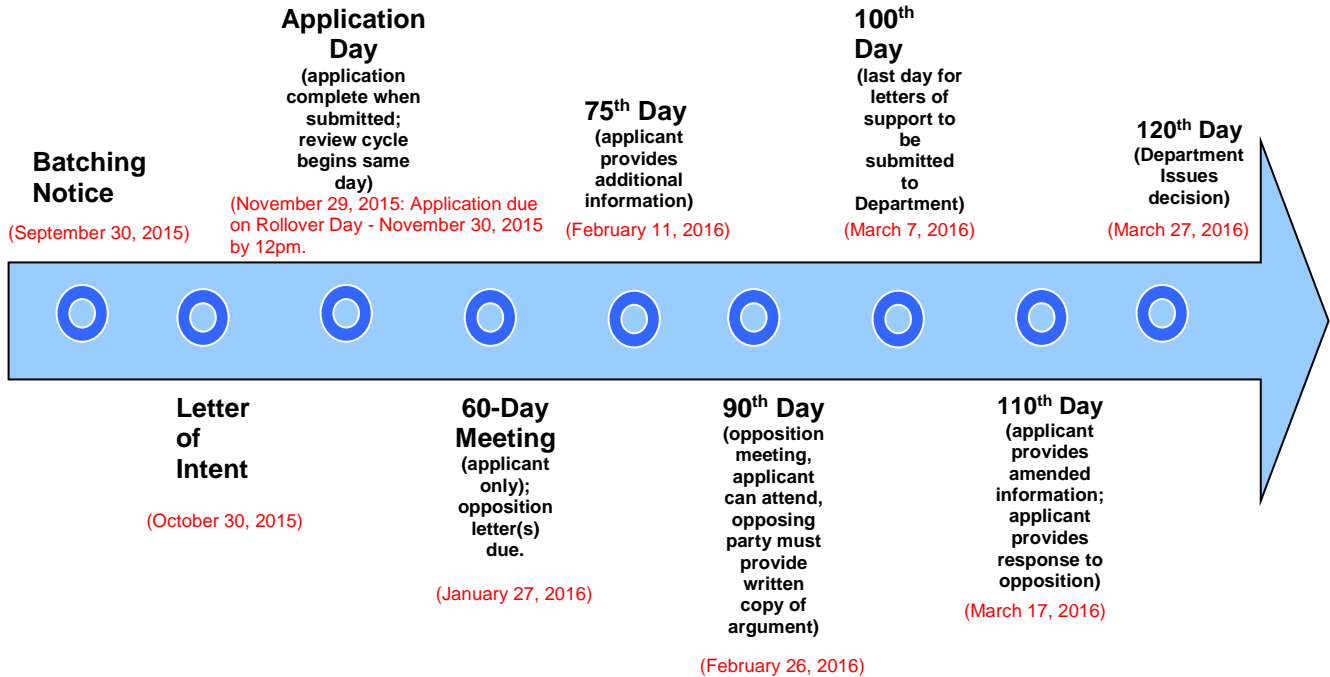 Batching
Notice
(September 30, 2015)
Letter
of
Intent
(October 30, 2015)
Application
Day
(application
complete when
submitted;
review cycle
begins same
day)
(November 29, 2015: Application due
on Rollover Day - November 30, 2015
by 12pm.
60-Day
Meeting
(applicant
only);
opposition
letter(s)
due.
(January 27, 2016)
75th Day
(applicant
provides
additional
information)
(February 11, 2016)
90th Day
(opposition
meeting,
applicant
can attend,
opposing
party must
provide
written
copy of
argument)
(February 26, 2016)
100th
Day
(last day for
letters of
support to
be
submitted
to
Department)
(March 7, 2016)
110th Day
(applicant
provides
amended
information;
applicant
provides
response to
opposition)
(March 17, 2016)
120th Day
(Department
Issues
decision)
(March 27, 2016)